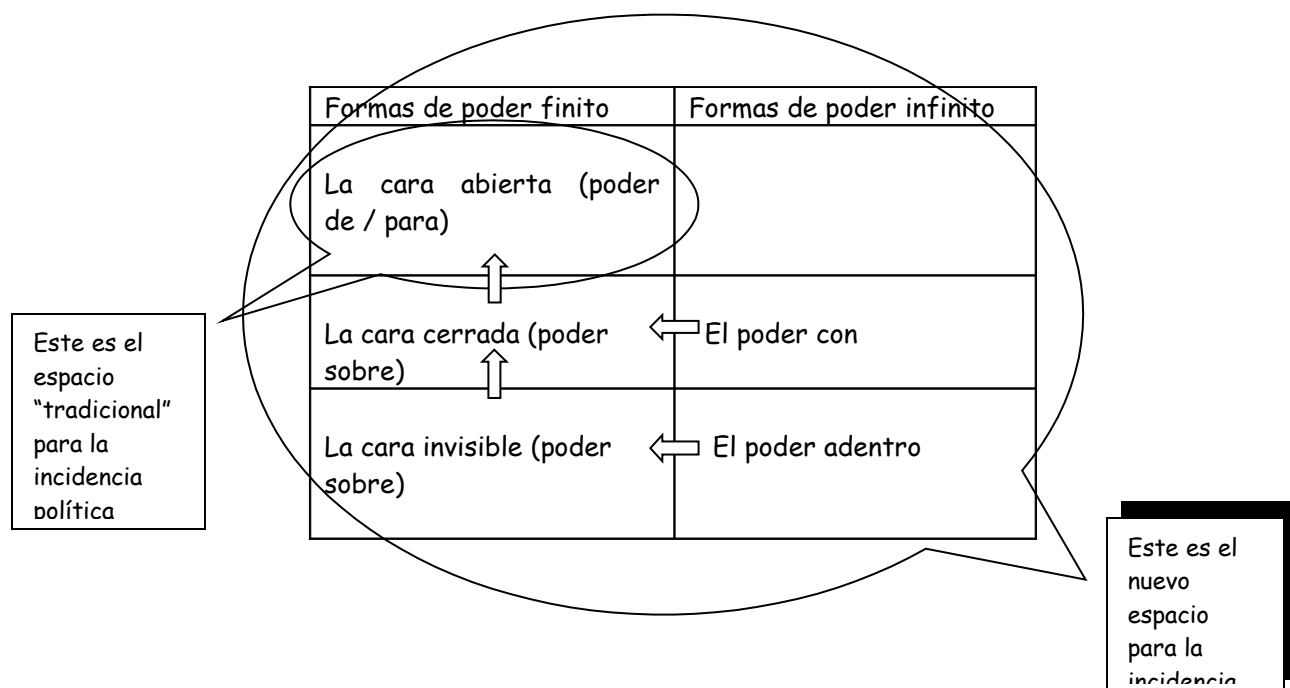 Formas de poder finito
Formas de poder infinito
La cara abierta (poder
de / para)
La cara cerrada (poder
sobre)
El poder con
La cara invisible (poder
sobre)
El poder adentro
Este es el
espacio
“tradicional”
para la
incidencia
política
Este es el
nuevo
espacio
para la
incidencia